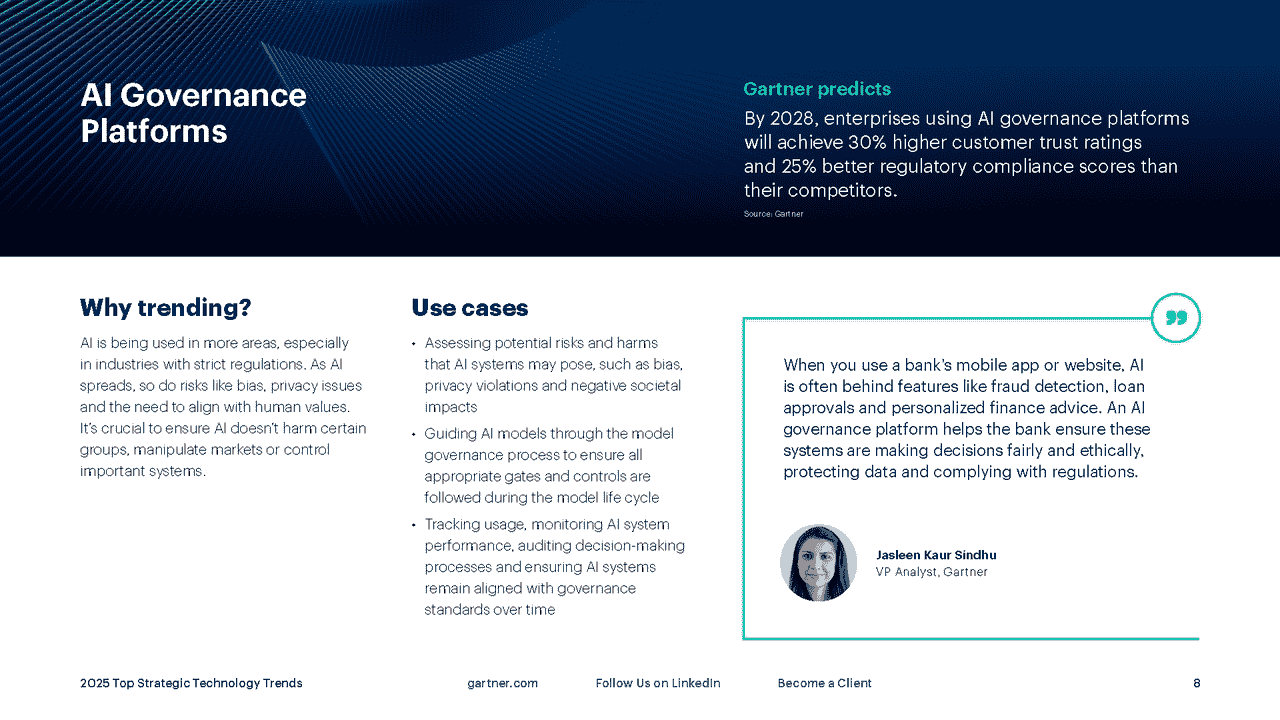 AI Governance
Platforms
Gartner predicts
By 2028, enterprises using AI governance platforms
will achieve 30% higher customer trust ratings
and 25% better regulatory compliance scores than
their competitors.
Source: Gartner
Why trending?
AI is being used in more areas, especially
in industries with strict regulations. As AI
spreads, so do risks like bias, privacy issues
and the need to align with human values.
It's crucial to ensure AI doesn't harm certain
groups, manipulate markets or control
important systems.
Use cases
• Assessing potential risks and harms
that AI systems may pose, such as bias,
privacy violations and negative societal
impacts
• Guiding AI models through the model
governance process to ensure all
appropriate gates and controls are
followed during the model life cycle
• Tracking usage, monitoring AI system
performance, auditing decision-making
processes and ensuring AI systems
remain aligned with governance
standards over time
”
When you use a bank's mobile app or website, AI
is often behind features like fraud detection, loan
approvals and personalized finance advice. An AI
governance platform helps the bank ensure these
systems are making decisions fairly and ethically,
protecting data and complying with regulations.
Jasleen Kaur Sindhu
VP Analyst, Gartner
2025 Top Strategic Technology Trends
gartner.com
Follow Us on LinkedIn
Become a Client
8